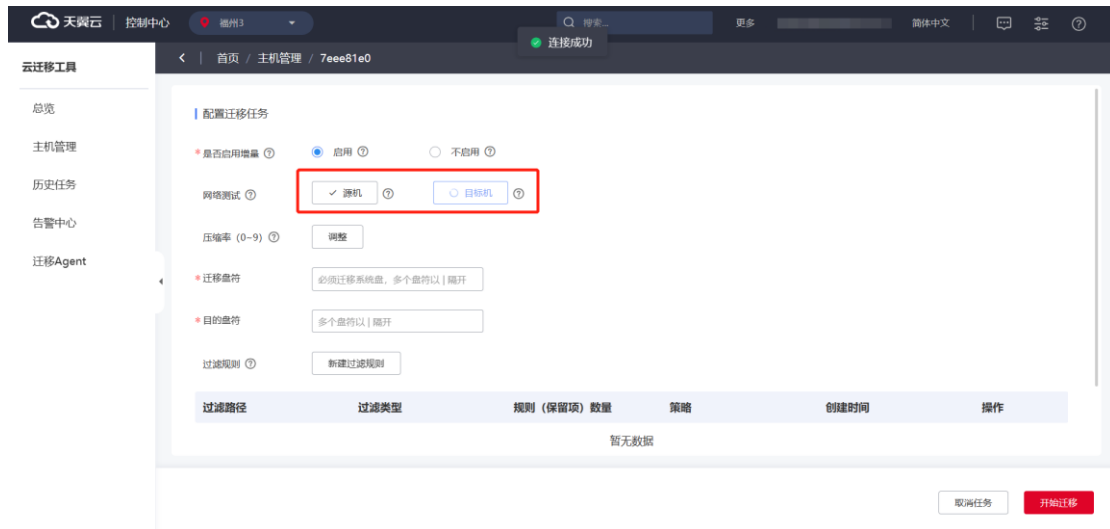 天翼云 控制中心 福州3 搜索... 更多 简体中文
连接成功
云迁移工具
首页 / 主机管理 / 7eee81e0
总览
主机管理
历史任务
告警中心
迁移Agent
配置迁移任务
*是否启用增量 启用 不启用
网络测试 源机 目标机
压缩率（0~9） 调整
*迁移盘符 必须迁移系统盘，多个盘符以 | 隔开
*目的盘符 多个盘符以 | 隔开
过滤规则 新建过滤规则
过滤路径 过滤类型 规则（保留项）数量 策略 创建时间 操作
暂无数据
取消任务 开始迁移